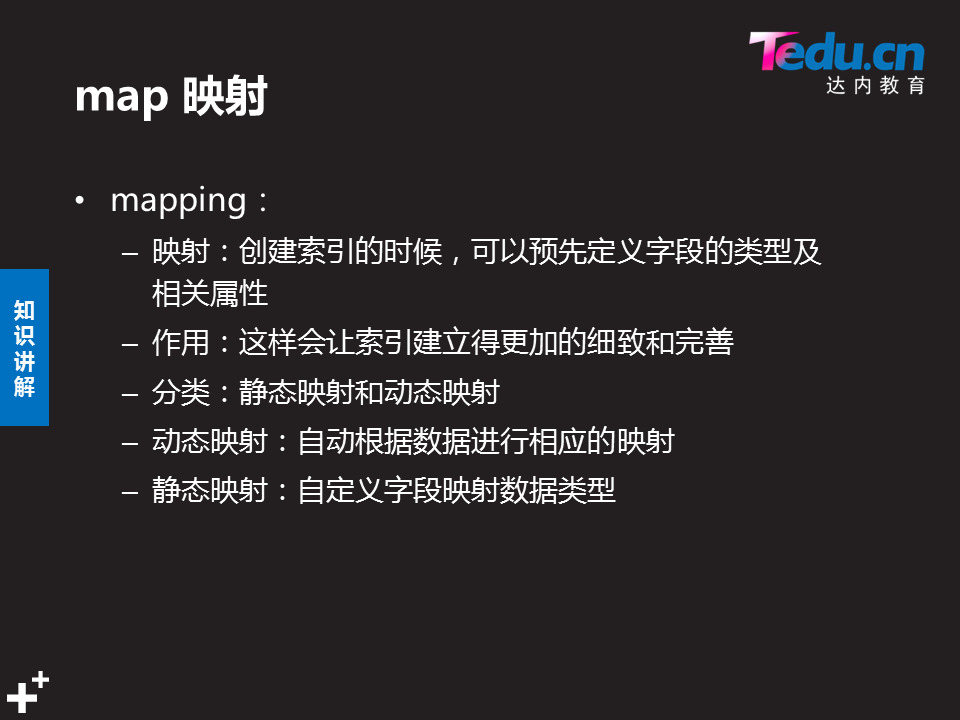 Tedu.cn
达内教育
map 映射
• mapping：
– 映射：创建索引的时候，可以预先定义字段的类型及
相关属性
– 作用：这样会让索引建立得更加的细致和完善
– 分类：静态映射和动态映射
– 动态映射：自动根据数据进行相应的映射
– 静态映射：自定义字段映射数据类型
知
识
讲
解